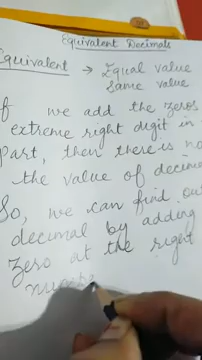 Equivalent Decimals
Equivalent → Equal value
Same value
If we add the zeros
extreme right digit in
part, then there is no
the value of decim
So, we can find out
decimal by adding
zero at the right